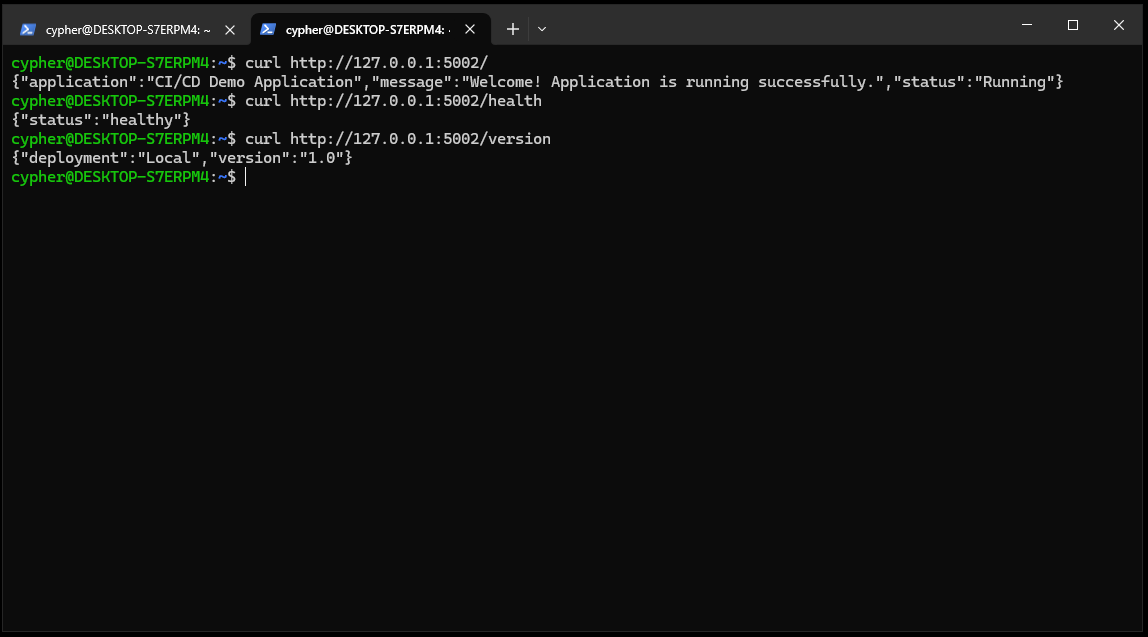 cypher@DESKTOP-S7ERPM4: ~
cypher@DESKTOP-S7ERPM4:
cypher@DESKTOP-S7ERPM4:~$ curl http://127.0.0.1:5002/
{"application":"CI/CD Demo Application","message":"Welcome! Application is running successfully.","status":"Running"}
cypher@DESKTOP-S7ERPM4:~$ curl http://127.0.0.1:5002/health
{"status":"healthy"}
cypher@DESKTOP-S7ERPM4:~$ curl http://127.0.0.1:5002/version
{"deployment":"Local","version":"1.0"}
cypher@DESKTOP-S7ERPM4:~$